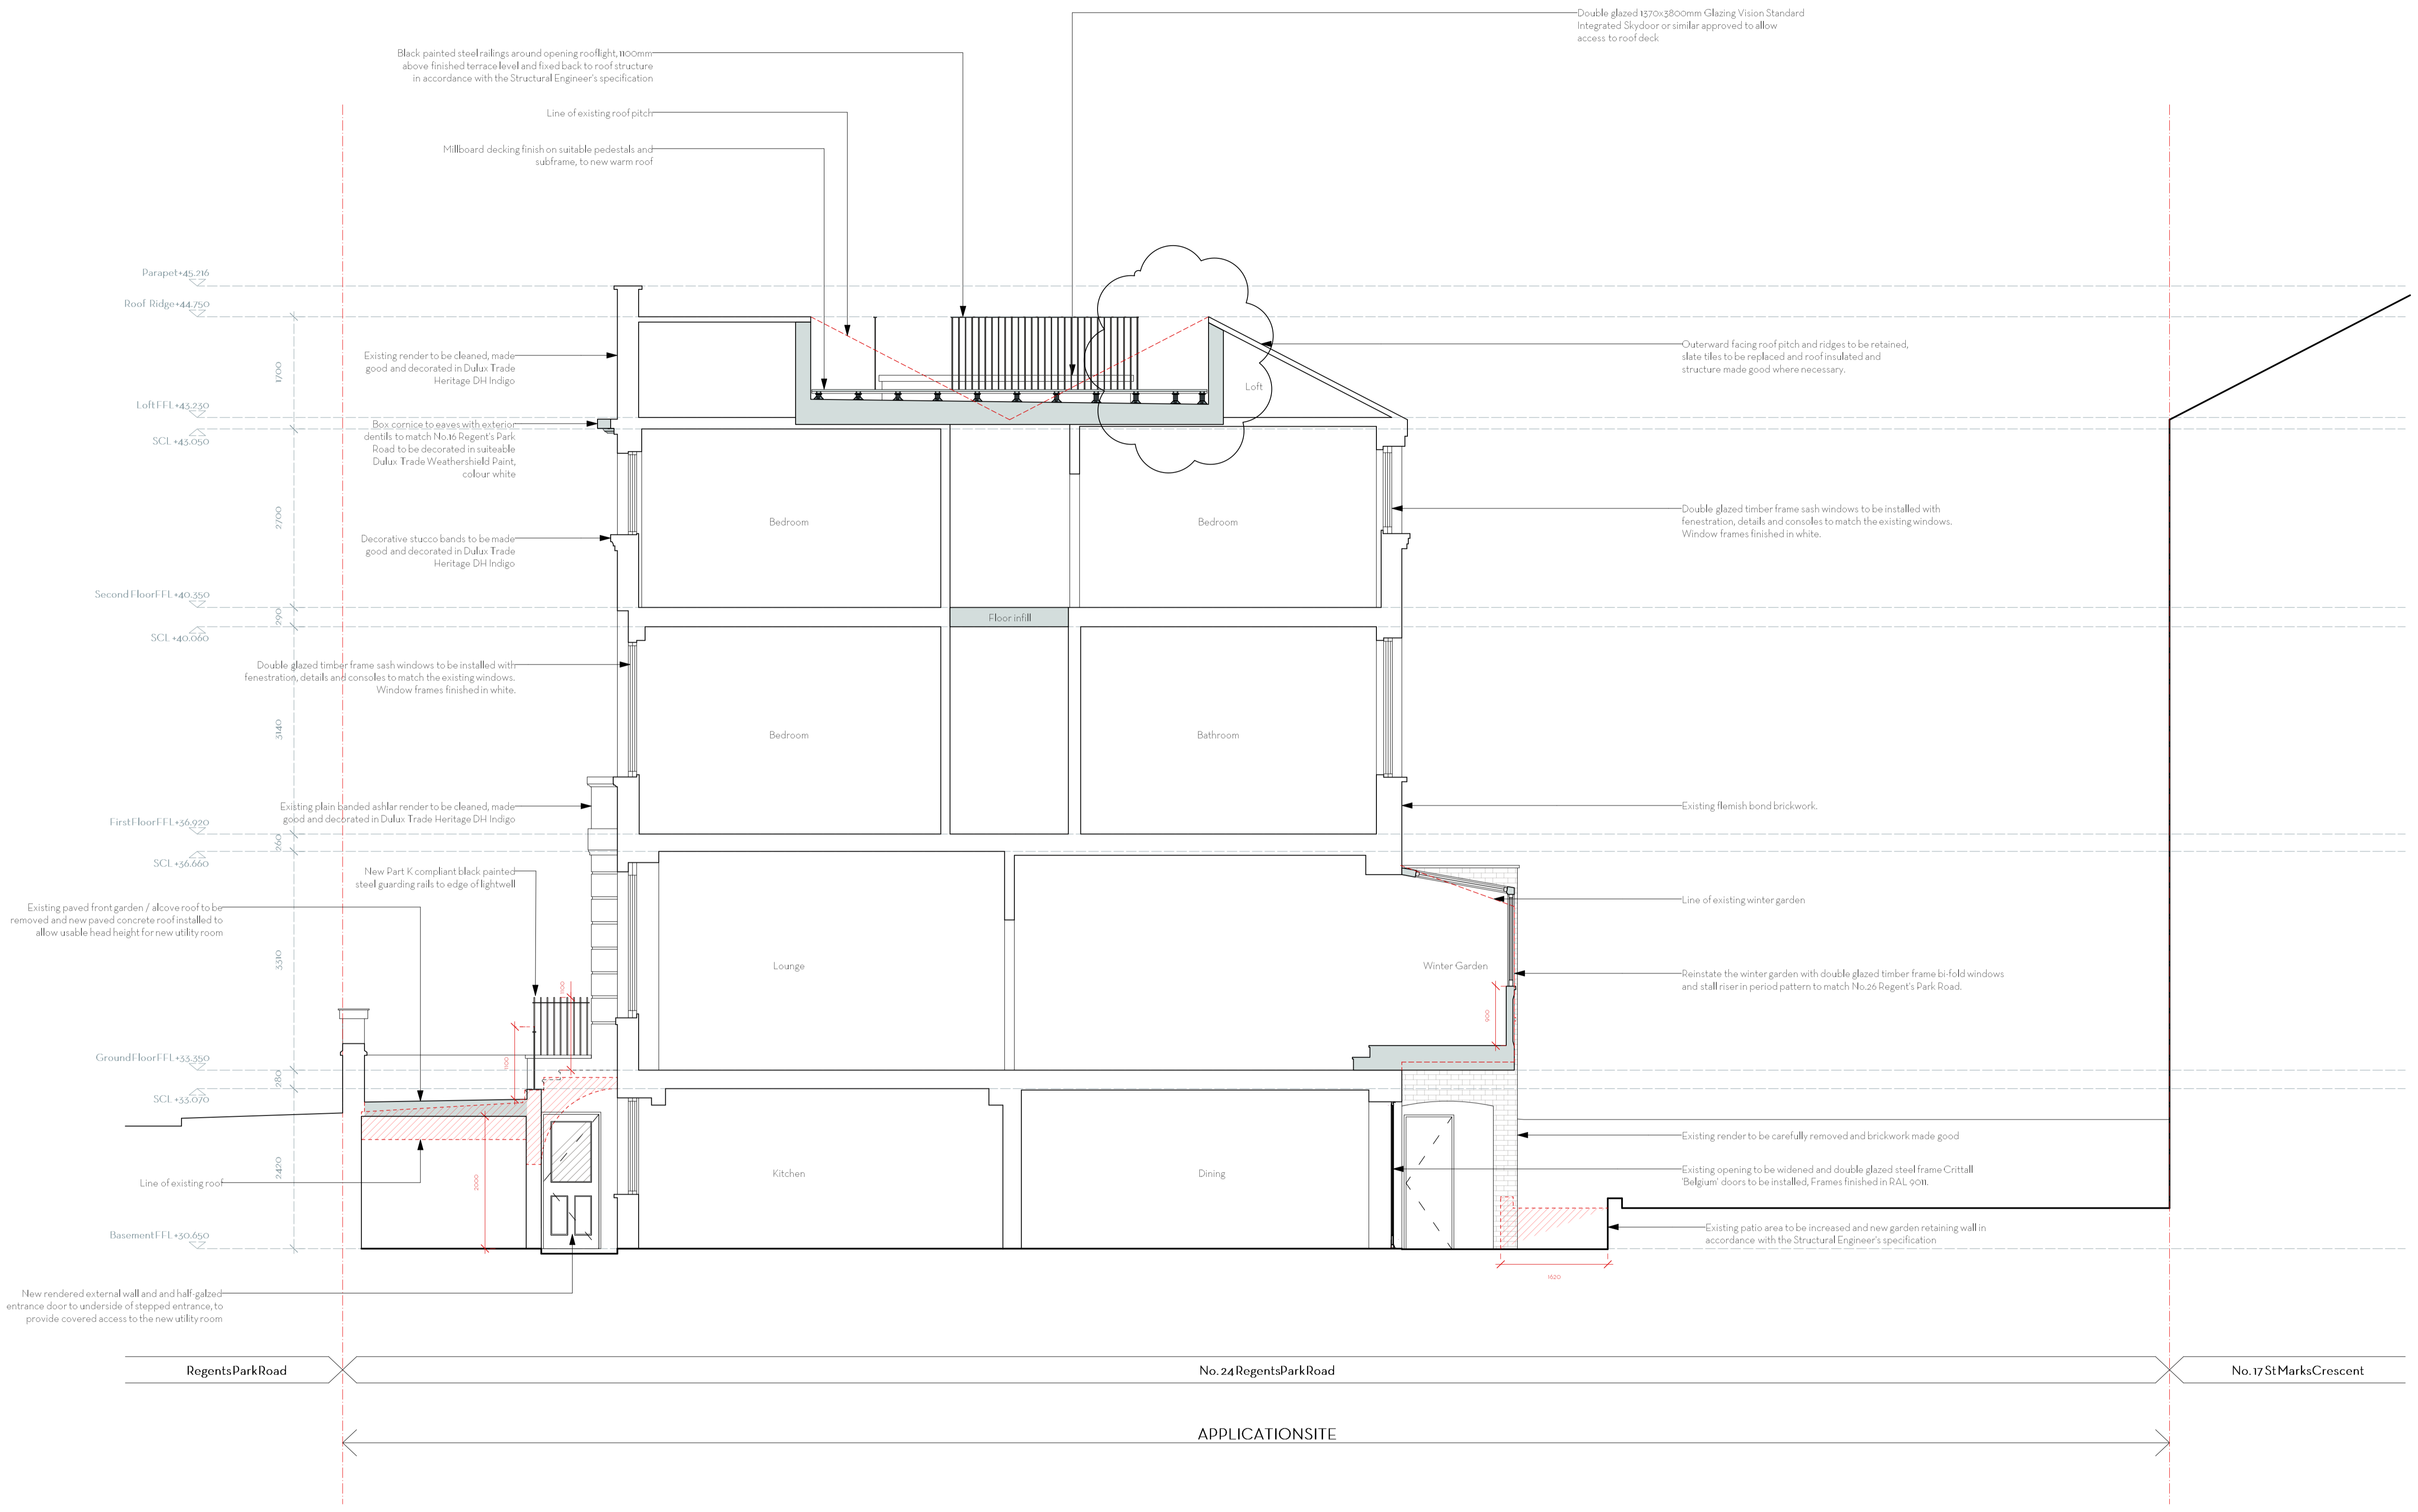 Double glazed 1370x3800mm Glazing Vision Standard
Integrated Skydoor or similar approved to allow
access to roof deck
Black painted steel railings around opening rooflight, 1100mm
above finished terrace level and fixed back to roof structure
in accordance with the Structural Engineer's specification
Line of existing roof pitch
Millboard decking finish on suitable pedestals and
subframe, to new warm roof
Parapet +45.216
Roof Ridge +44.750
1700
Existing render to be cleaned, made
good and decorated in Dulux Trade
Heritage DH Indigo
Outerward facing roof pitch and ridges to be retained,
slate tiles to be replaced and roof insulated and
structure made good where necessary.
Loft
Loft FFL +43.230
SCL +43.050
Box cornice to eaves with exterior
dentils to match No.16 Regent's Park
Road to be decorated in suiteable
Dulux Trade Weathershield Paint,
colour white
2700
Bedroom
Bedroom
Double glazed timber frame sash windows to be installed with
fenestration, details and consoles to match the existing windows.
Window frames finished in white.
Decorative stucco bands to be made
good and decorated in Dulux Trade
Heritage DH Indigo
Second Floor FFL +40.350
290
Floor infill
SCL +40.060
Double glazed timber frame sash windows to be installed with
fenestration, details and consoles to match the existing windows.
Window frames finished in white.
3140
Bedroom
Bathroom
Existing plain banded ashlar render to be cleaned, made
good and decorated in Dulux Trade Heritage DH Indigo
Existing flemish bond brickwork.
First Floor FFL +36.920
260
SCL +36.660
New Part K compliant black painted
steel guarding rails to edge of lightwell
Line of existing winter garden
Existing paved front garden / alcove roof to be
removed and new paved concrete roof installed to
allow usable head height for new utility room
3310
Lounge
Winter Garden
Reinstate the winter garden with double glazed timber frame bi-fold windows
and stall riser in period pattern to match No.26 Regent's Park Road.
1100
900
1100
Ground Floor FFL +33.350
280
SCL +33.070
Existing render to be carefully removed and brickwork made good
2420
2000
Kitchen
Dining
Existing opening to be widened and double glazed steel frame Crittall
'Belgium' doors to be installed, Frames finished in RAL 9011.
Line of existing roof
Basement FFL +30.650
Existing patio area to be increased and new garden retaining wall in
accordance with the Structural Engineer's specification
1620
New rendered external wall and and half-galzed
entrance door to underside of stepped entrance, to
provide covered access to the new utility room
Regents Park Road
No. 24 Regents Park Road
No. 17 St Marks Crescent
APPLICATION SITE